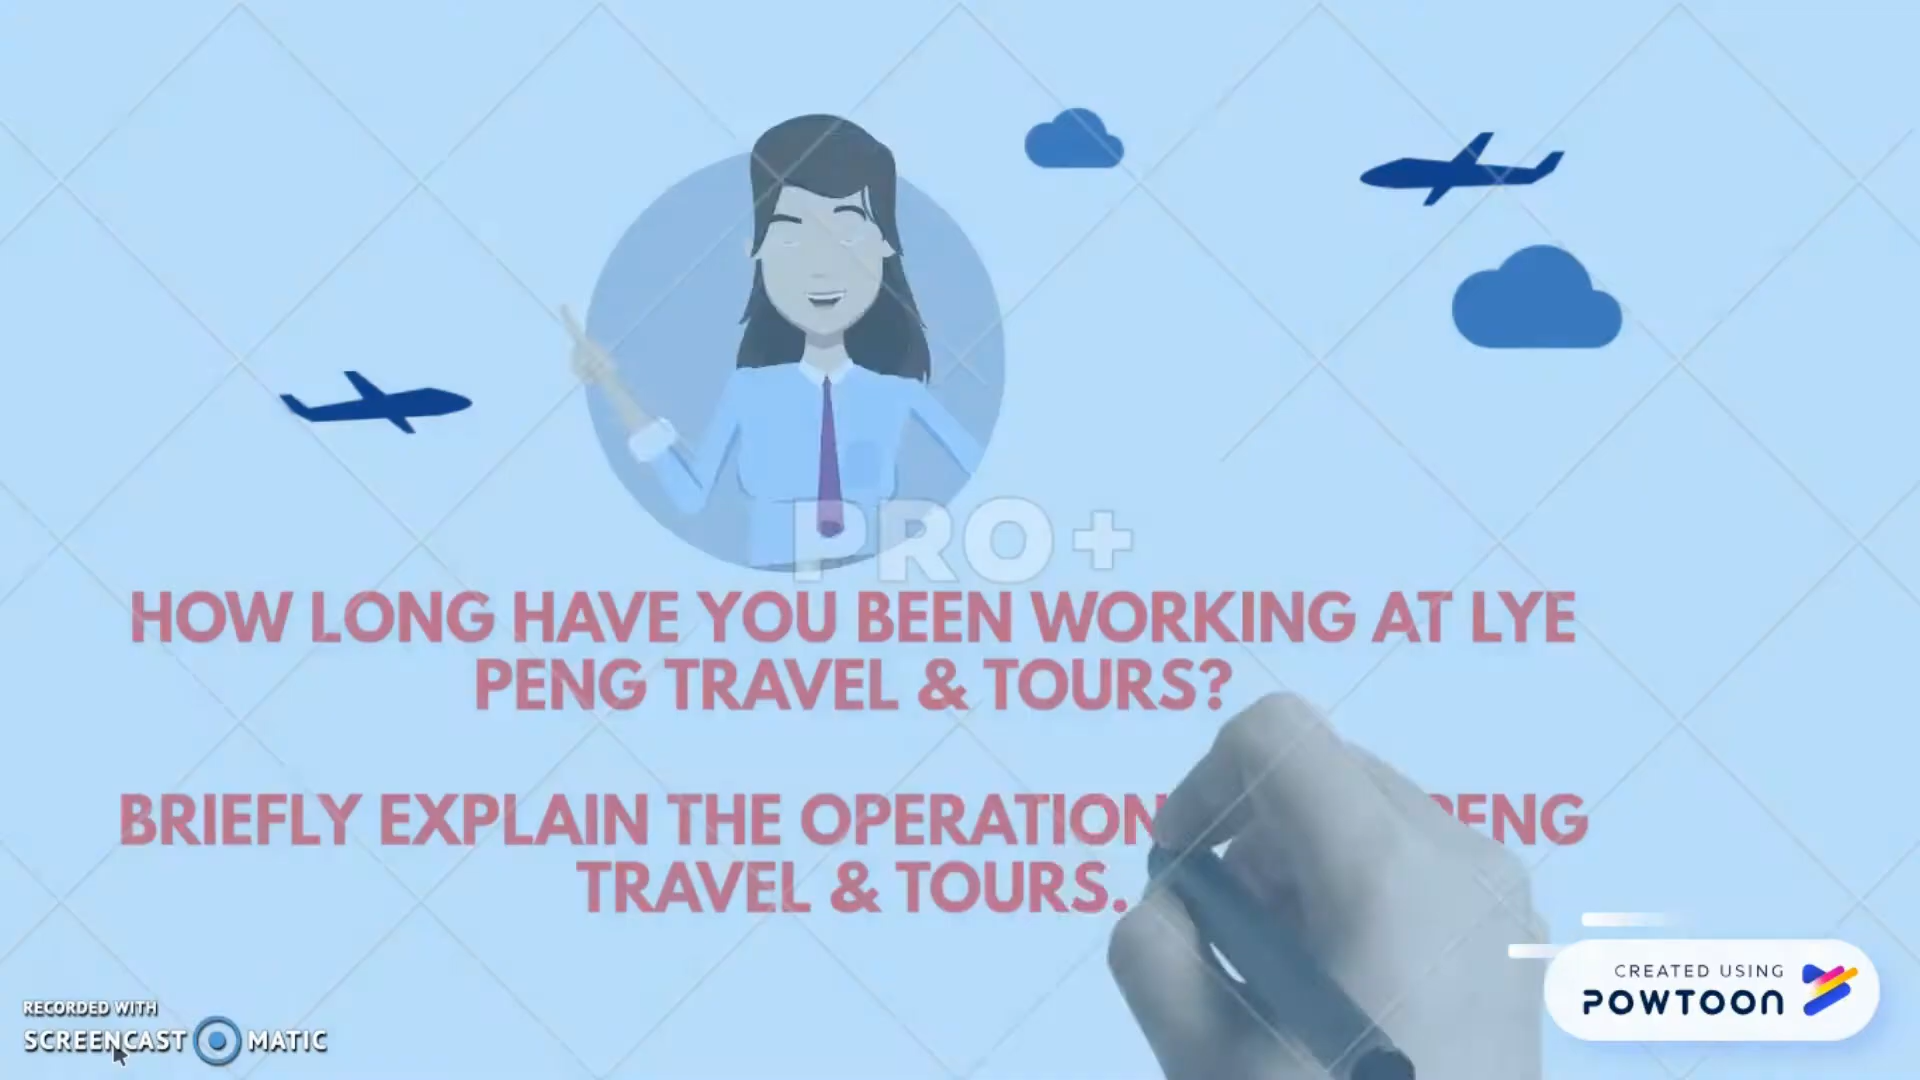 PRO+
HOW LONG HAVE YOU BEEN WORKING AT LYE
PENG TRAVEL & TOURS?
BRIEFLY EXPLAIN THE OPERATION PENG
TRAVEL & TOURS.
CREATED USING
POWTOON
RECORDED WITH
SCREENCAST MATIC